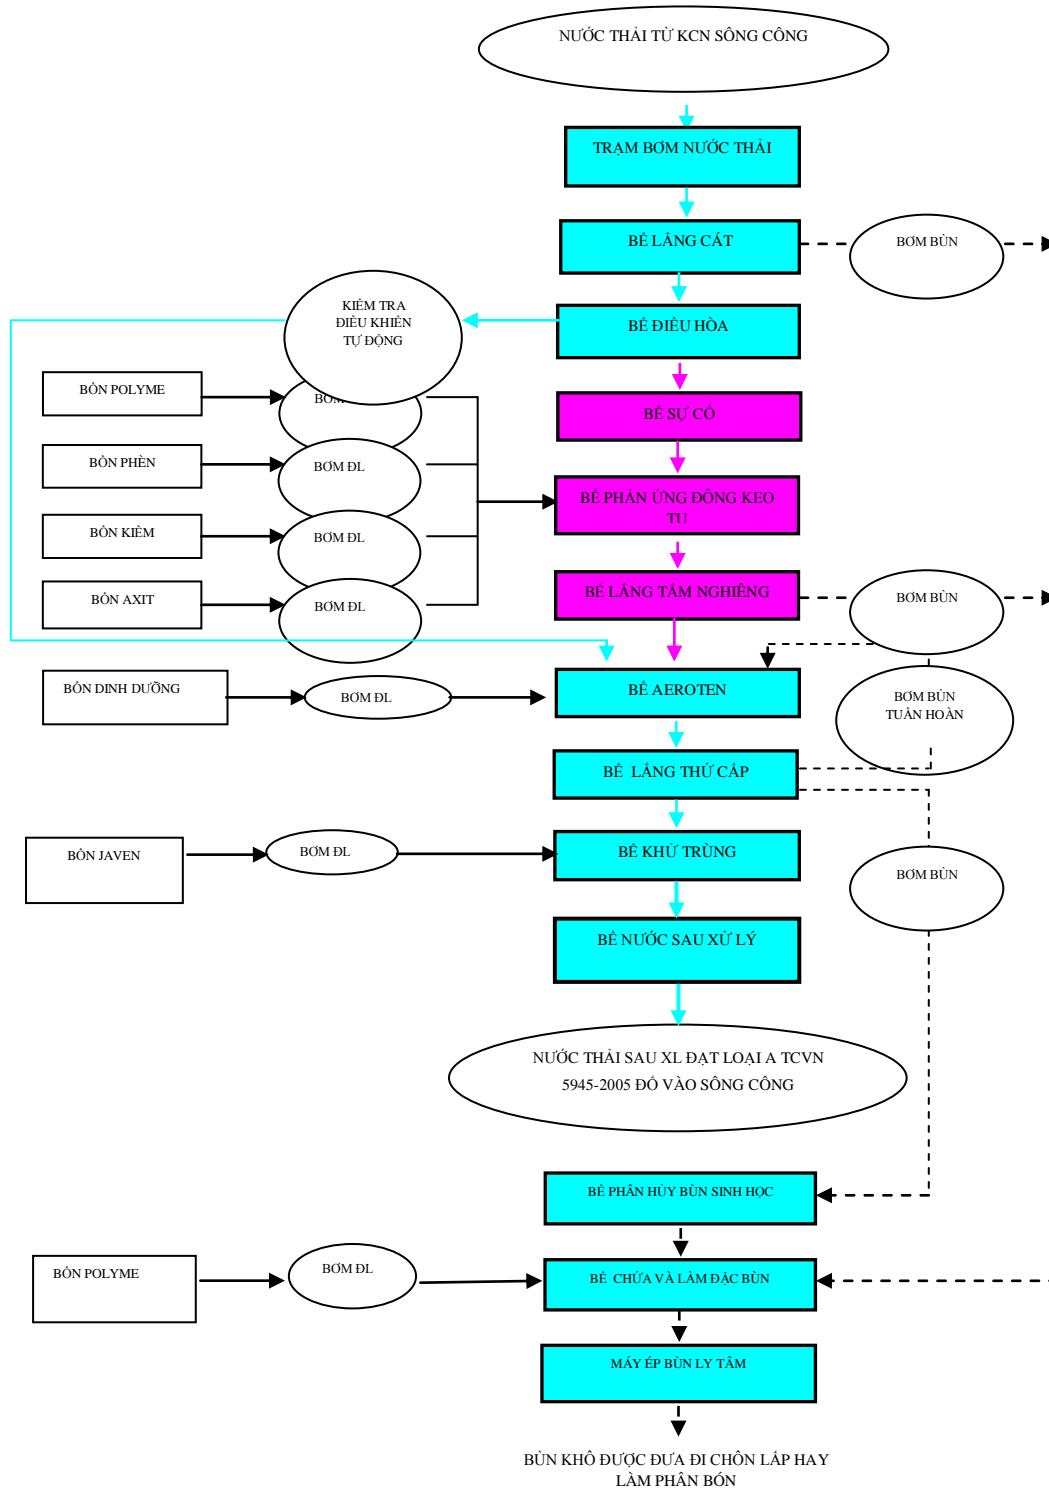 NƯỚC THẢI TỪ KCN SÔNG CÔNG
TRẠM BƠM NƯỚC THẢI
BỂ LẮNG CÁT
BƠM BÙN
KIỂM TRA
ĐIỀU KHIỂN
TỰ ĐỘNG
BỂ ĐIỀU HÒA
BỒN POLYME
BỂ SỰ CỐ
BỒN PHÈN
BƠM ĐL
BỂ PHẢN ỨNG ĐÔNG KEO
TỤ
BỒN KIỀM
BƠM ĐL
BỒN AXIT
BƠM ĐL
BỂ LẮNG TẤM NGHIÊNG
BƠM BÙN
BỒN DINH DƯỠNG
BƠM ĐL
BỂ AEROTEN
BƠM BÙN
TUẦN HOÀN
BỂ LẮNG THỨ CẤP
BỒN JAVEN
BƠM ĐL
BỂ KHỬ TRÙNG
BƠM BÙN
BỂ NƯỚC SAU XỬ LÝ
NƯỚC THẢI SAU XL ĐẠT LOẠI A TCVN
5945-2005 ĐỔ VÀO SÔNG CÔNG
BỂ PHÂN HỦY BÙN SINH HỌC
BỒN POLYME
BƠM ĐL
BỂ CHỨA VÀ LÀM ĐẶC BÙN
MÁY ÉP BÙN LY TÂM
BÙN KHÔ ĐƯỢC ĐƯA ĐI CHÔN LẤP HAY
LÀM PHÂN BÓN